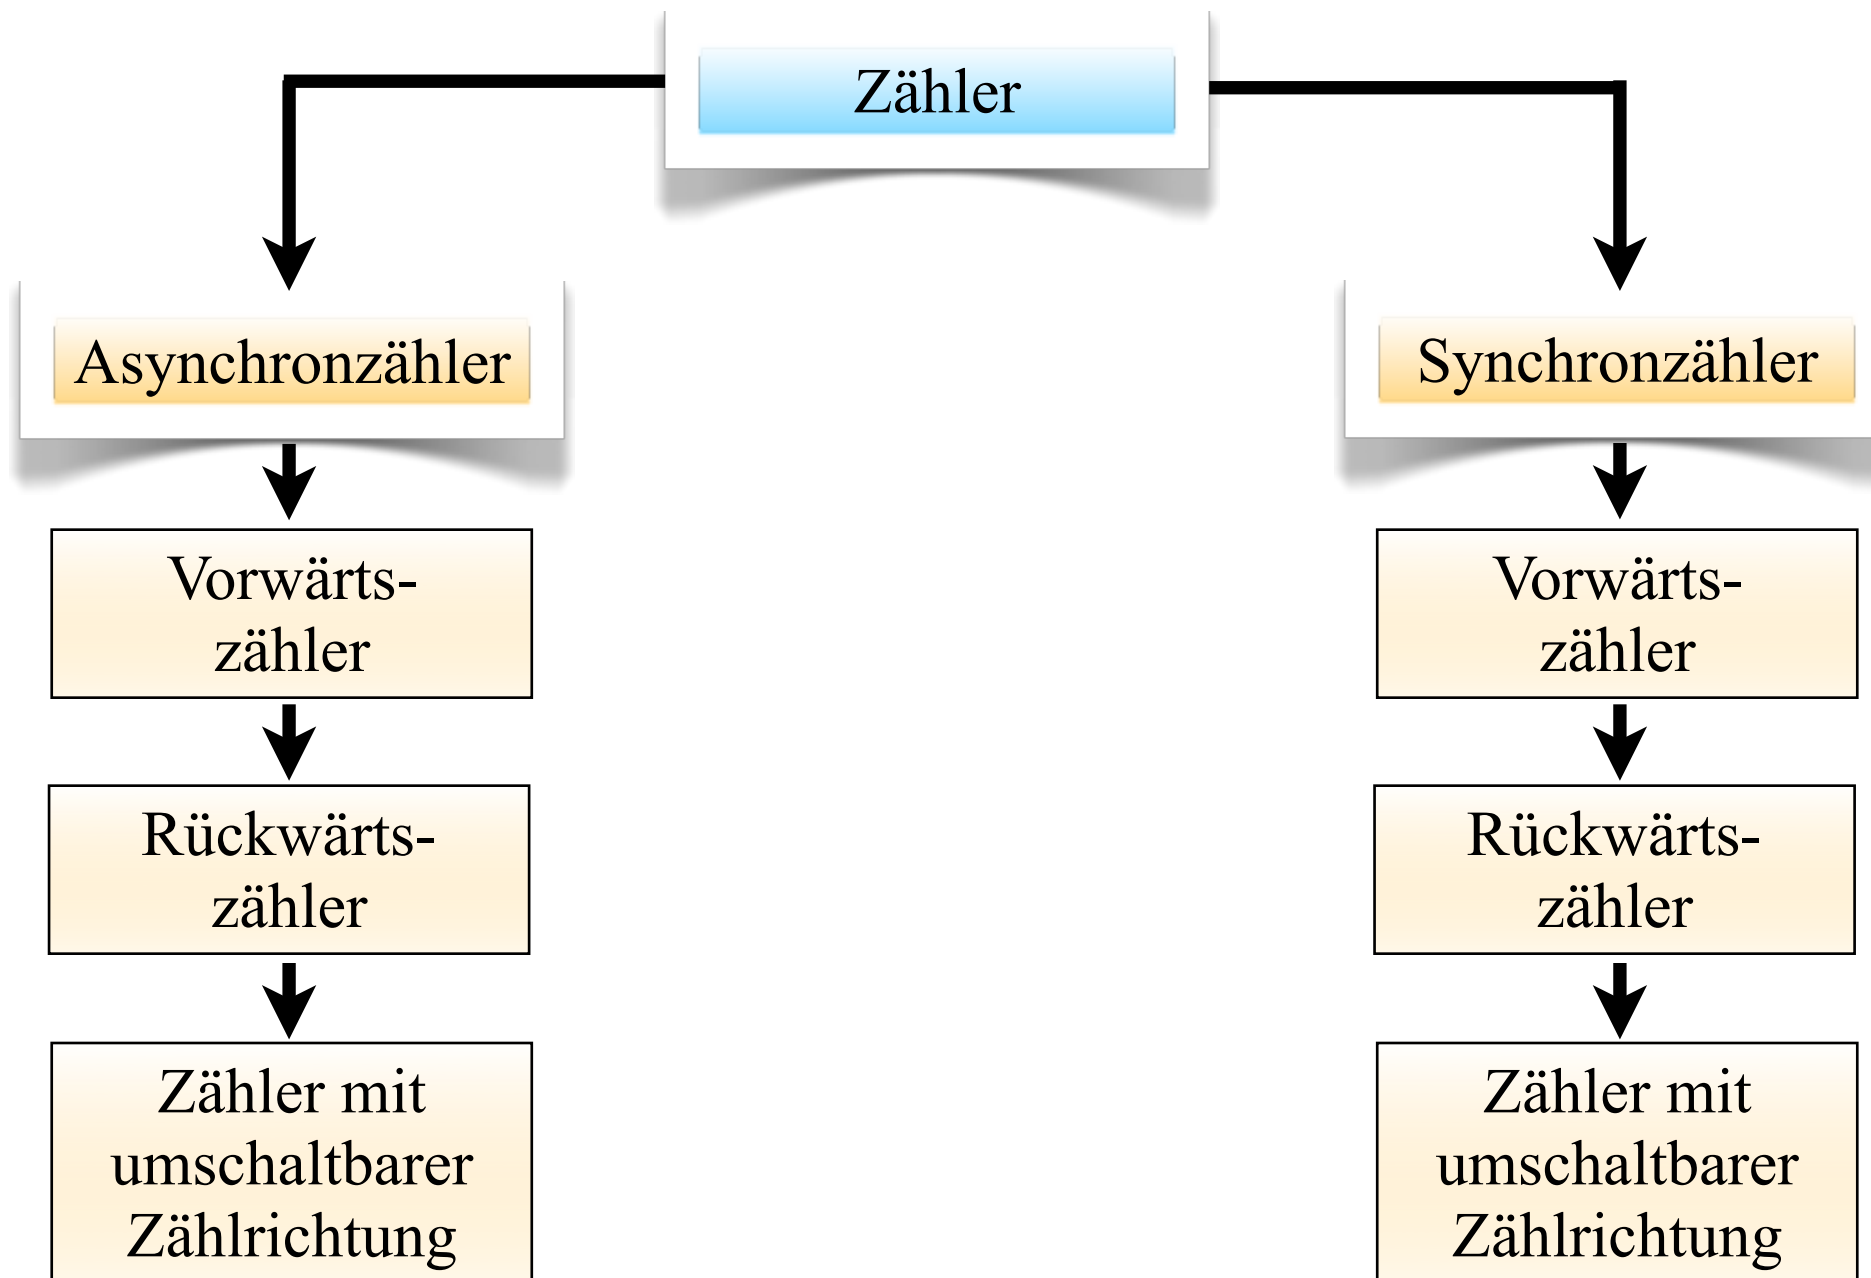 Zähler
Asynchronzähler
Vorwärts-
zähler
Rückwärts-
zähler
Zähler mit
umschaltbarer
Zählrichtung
Synchronzähler
Vorwärts-
zähler
Rückwärts-
zähler
Zähler mit
umschaltbarer
Zählrichtung